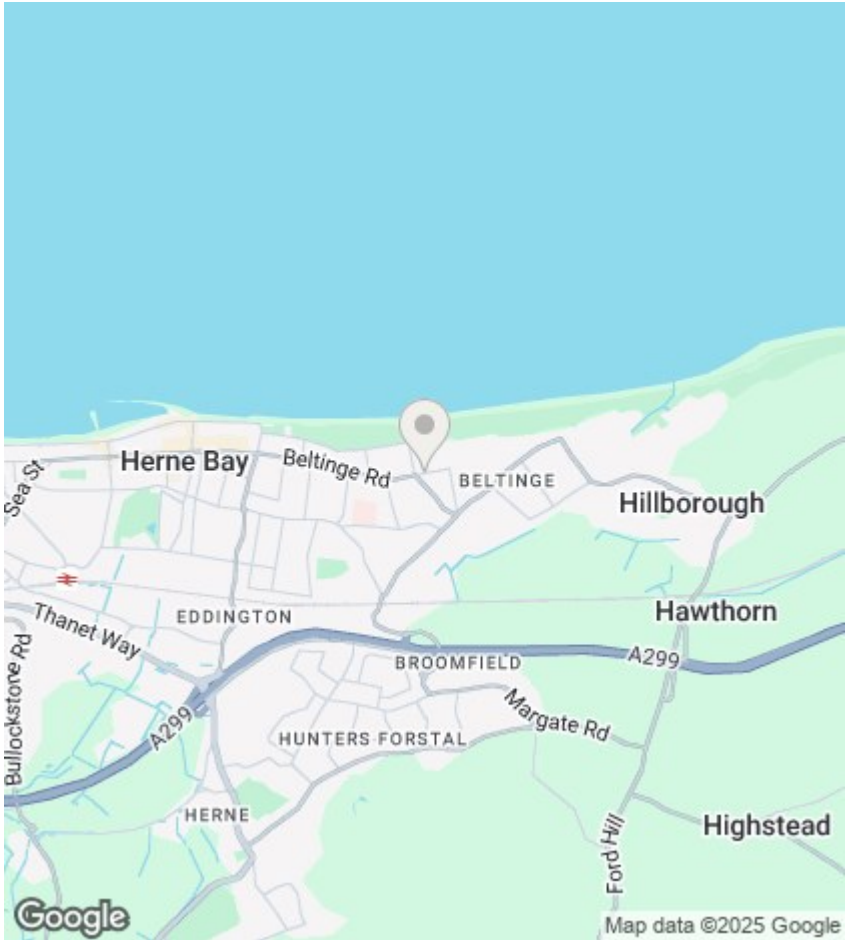 Herne Bay
Beltinge Rd
BELTINGE
Sea St
Hillborough
EDDINGTON
Thanet Way
Hawthorn
BROOMFIELD
A299
Bullockstone Rd
A299
Margate Rd
HUNTERS FORSTAL
HERNE
Highstead
Ford Hill
Google
Map data ©2025 Google